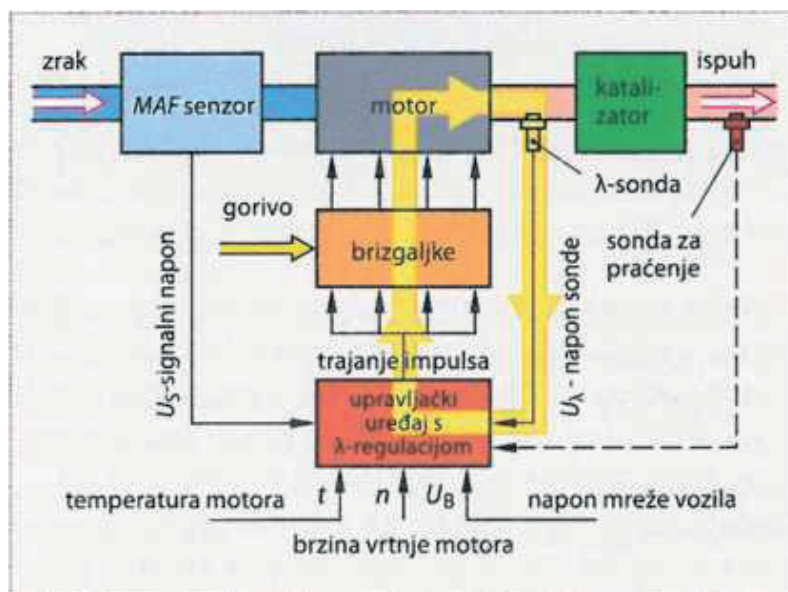 zrak
MAF senzor
motor
katali-
zator
ispuh
λ-sonda
sonda za
praćenje
gorivo
brizgaljke
US-signalni napon
Uλ - napon sonde
trajanje impulsa
upravljački
uređaj s
λ-regulacijom
temperatura motora
t
n
UB
napon mreže vozila
brzina vrtnje motora